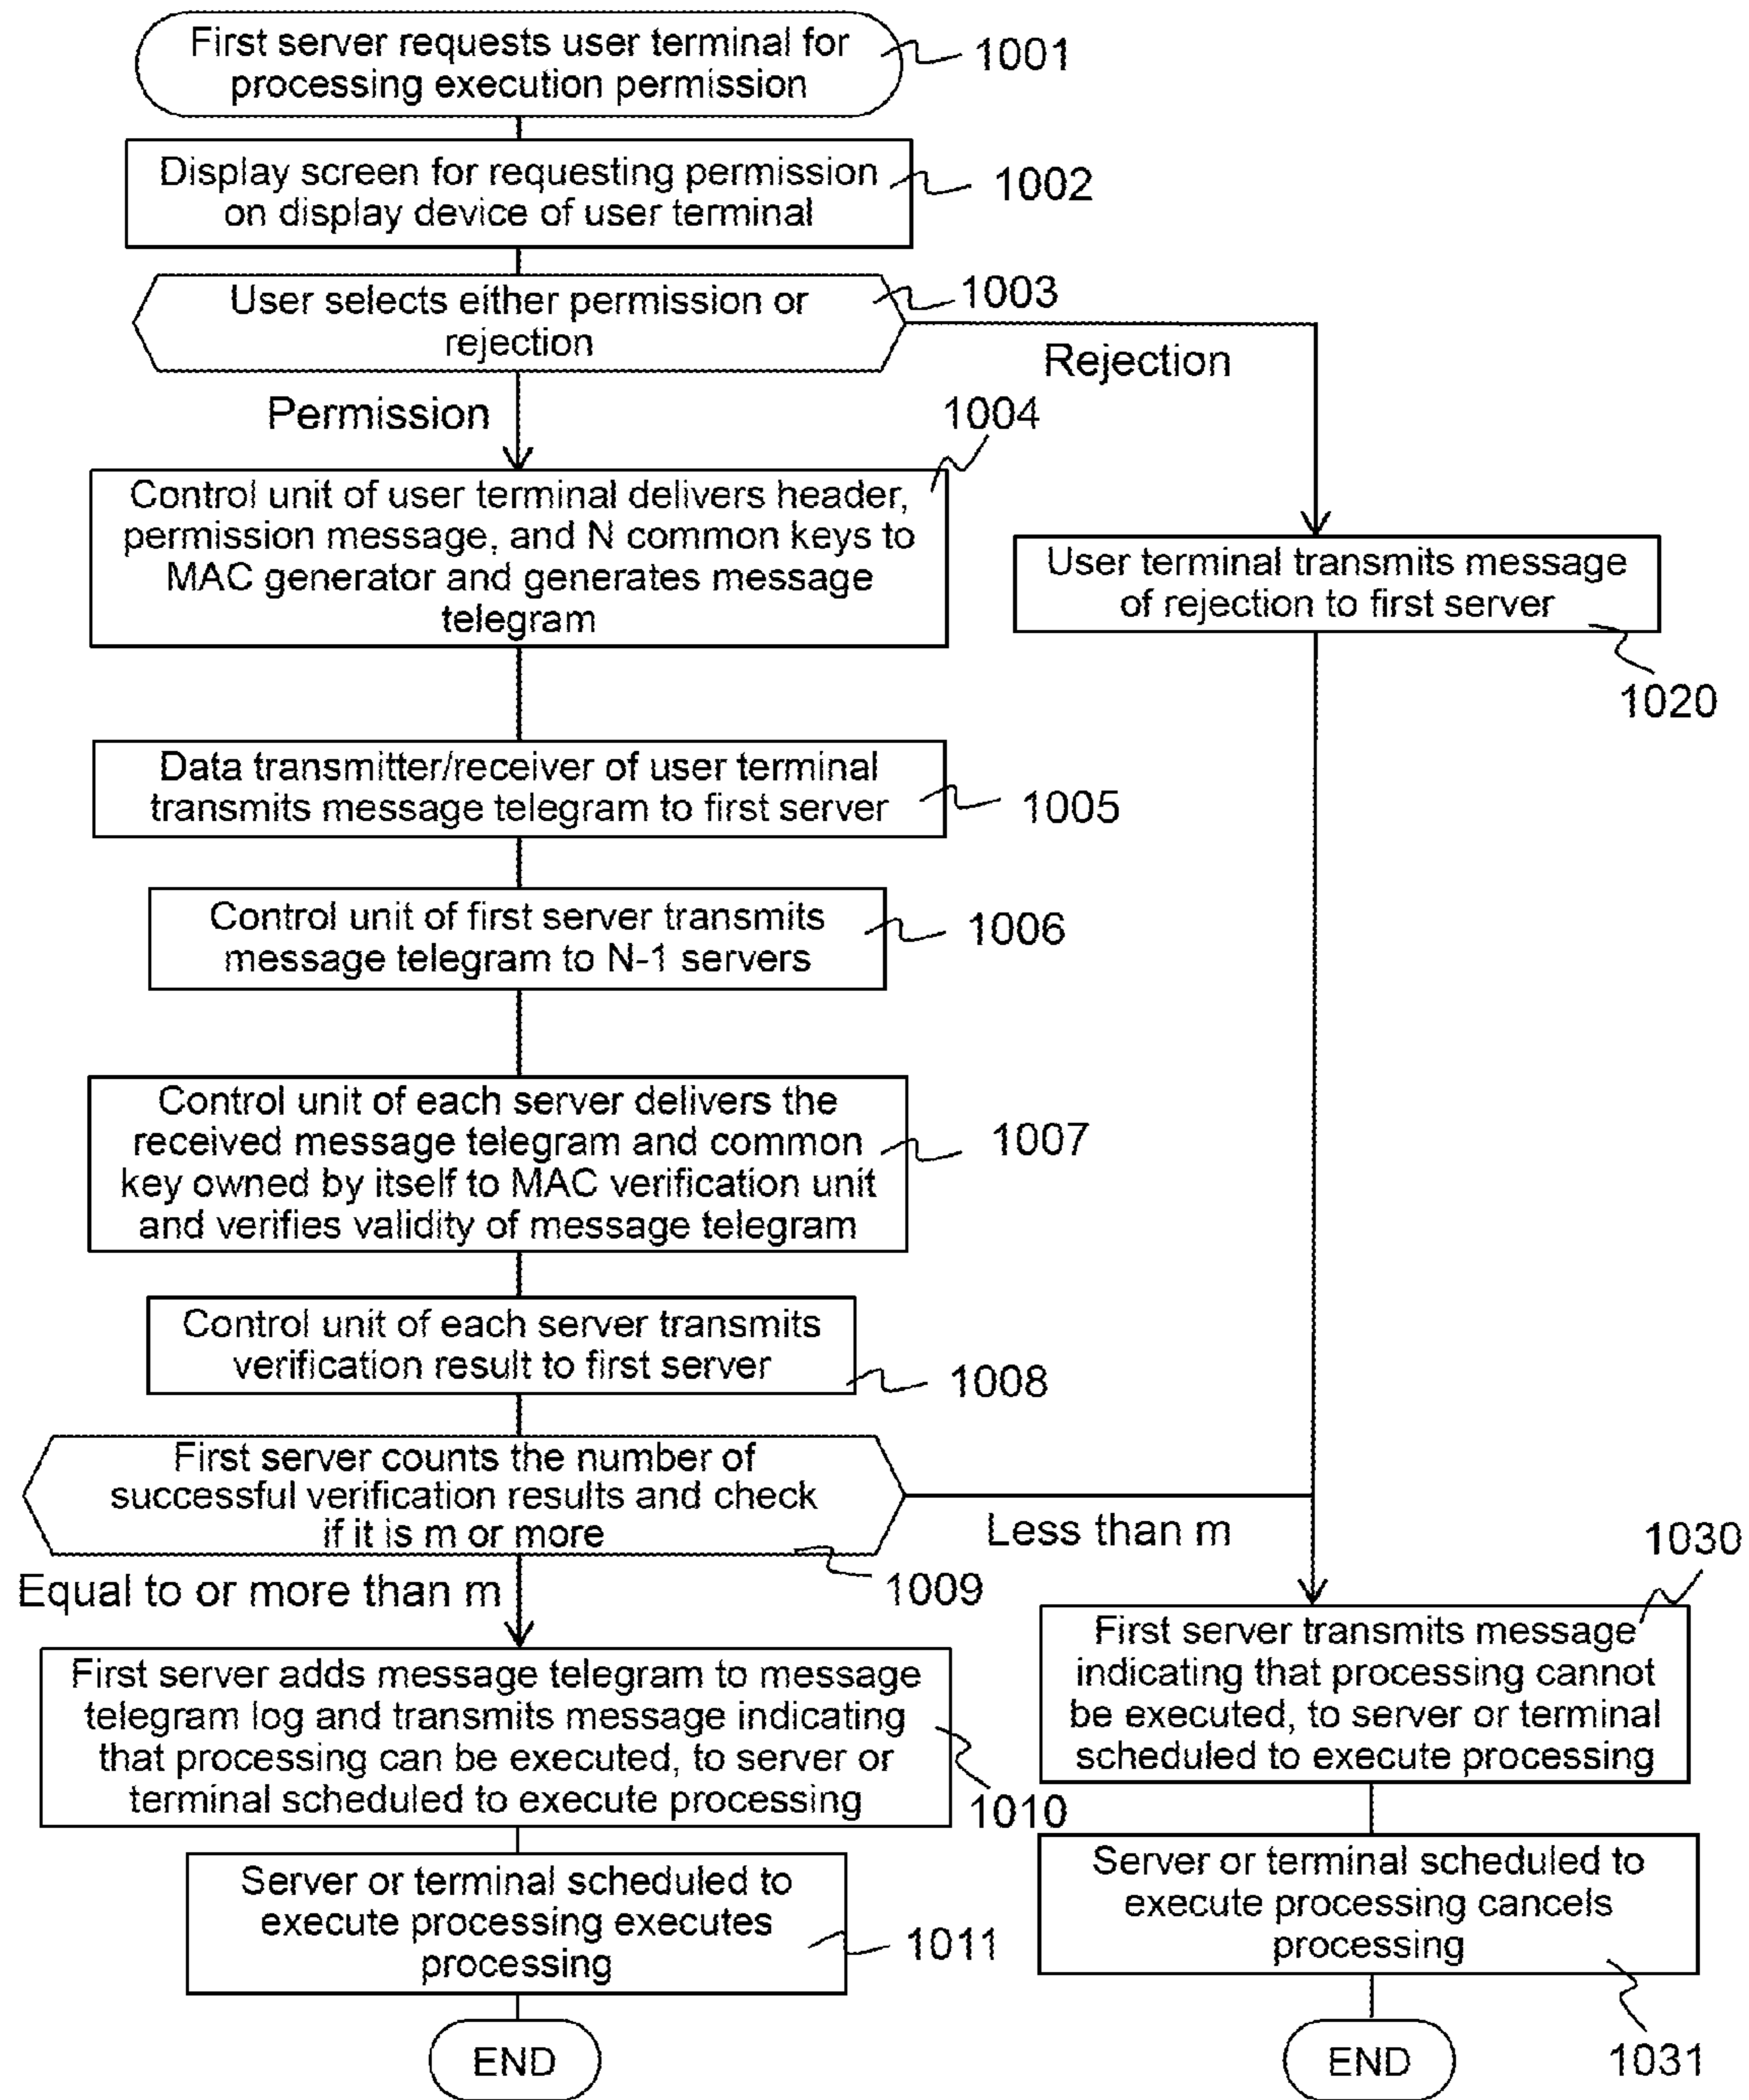 First server requests user terminal for
processing execution permission
1001
Display screen for requesting permission
on display device of user terminal
1002
User selects either permission or
rejection
1003
Rejection
Permission
1004
Control unit of user terminal delivers header,
permission message, and N common keys to
MAC generator and generates message
telegram
User terminal transmits message
of rejection to first server
1020
Data transmitter/receiver of user terminal
transmits message telegram to first server
1005
Control unit of first server transmits
message telegram to N-1 servers
1006
Control unit of each server delivers the
received message telegram and common
key owned by itself to MAC verification unit
and verifies validity of message telegram
1007
Control unit of each server transmits
verification result to first server
1008
First server counts the number of
successful verification results and check
if it is m or more
1009
Less than m
Equal to or more than m
1030
First server adds message telegram to message
telegram log and transmits message indicating
that processing can be executed, to server or
terminal scheduled to execute processing
1010
First server transmits message
indicating that processing cannot
be executed, to server or terminal
scheduled to execute processing
Server or terminal scheduled to
execute processing executes
processing
1011
Server or terminal scheduled to
execute processing cancels
processing
1031
END
END